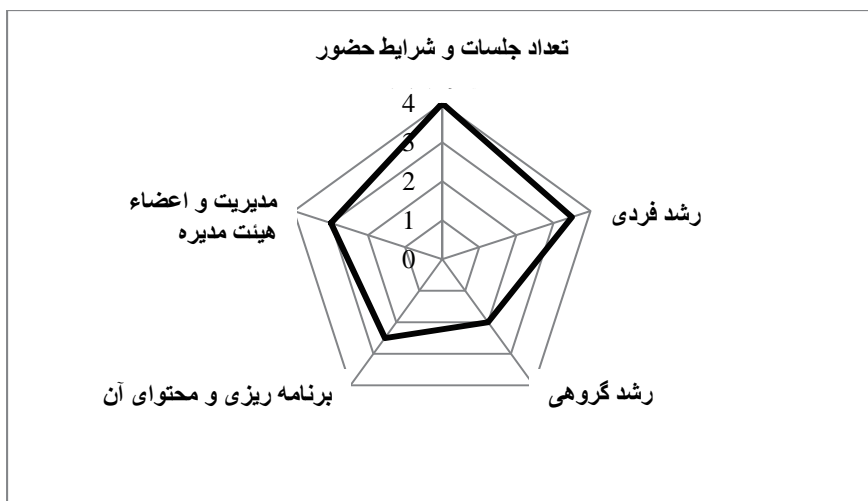 تعداد جلسات و شرایط حضور
4
3
2
1
0
رشد فردی
رشد گروهی
برنامه ریزی و محتوای آن
مدیریت و اعضاء
هیئت مدیره